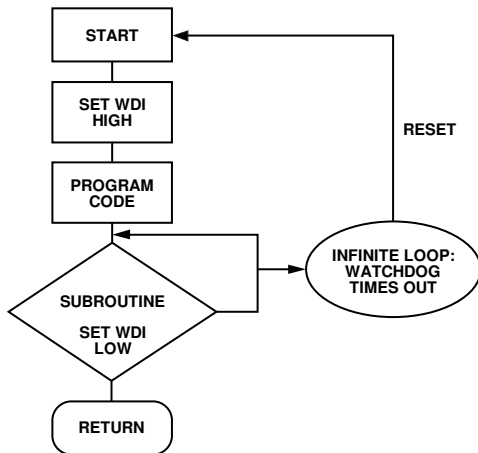 START
SET WDI
HIGH
RESET
PROGRAM
CODE
INFINITE LOOP:
WATCHDOG
TIMES OUT
SUBROUTINE
SET WDI
LOW
RETURN